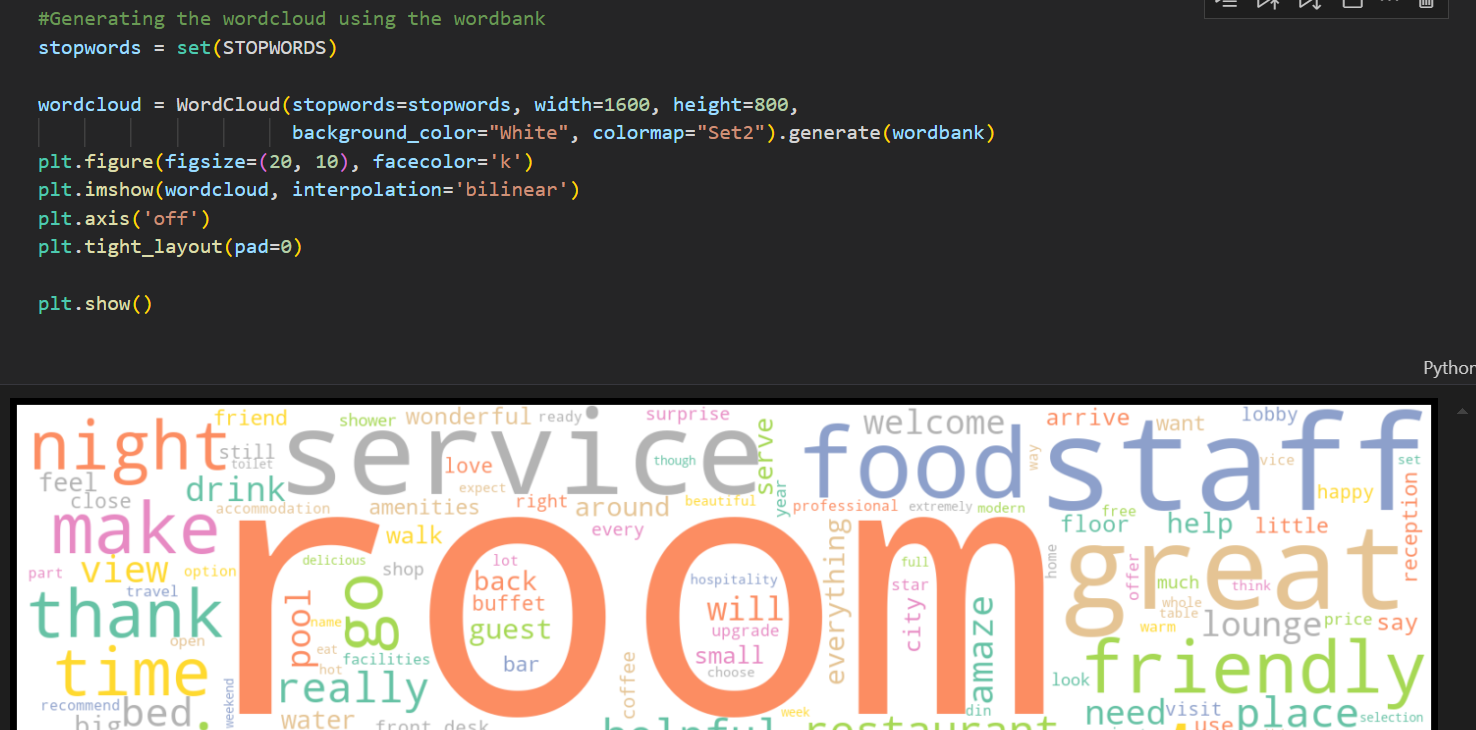 #Generating the wordcloud using the wordbank
stopwords = set(STOPWORDS)
wordcloud = WordCloud(stopwords=stopwords, width=1600, height=800,
background_color="White", colormap="Set2").generate(wordbank)
plt.figure(figsize=(20, 10), facecolor='k')
plt.imshow(wordcloud, interpolation='bilinear')
plt.axis('off')
plt.tight_layout(pad=0)
plt.show()
Python
friend
shower
wonderful
ready
surprise
welcome
arrive
want
lobby
night
service
food
staff
still
toilet
love
though
serve
way
vice
set
feel
close
drink
expect
year
happy
accommodation
amenities
right
around
beautiful
professional
extremely
modern
free
reception
make
walk
every
everything
floor
help
little
room
great
part
view
option
delicious
shop
lot
back
hospitality
full
home
offer
much
think
travel
go
buffet
will
star
whole
table
thank
pool
name
guest
upgrade
city
amaze
warm
lounge
price
say
open
eat
hot
facilities
bar
small
choose
coffee
time
really
look
friendly
recommend
weekend
big
bed
water
front desk
helpful
week
restaurant
din
need
visit
use
place
selection